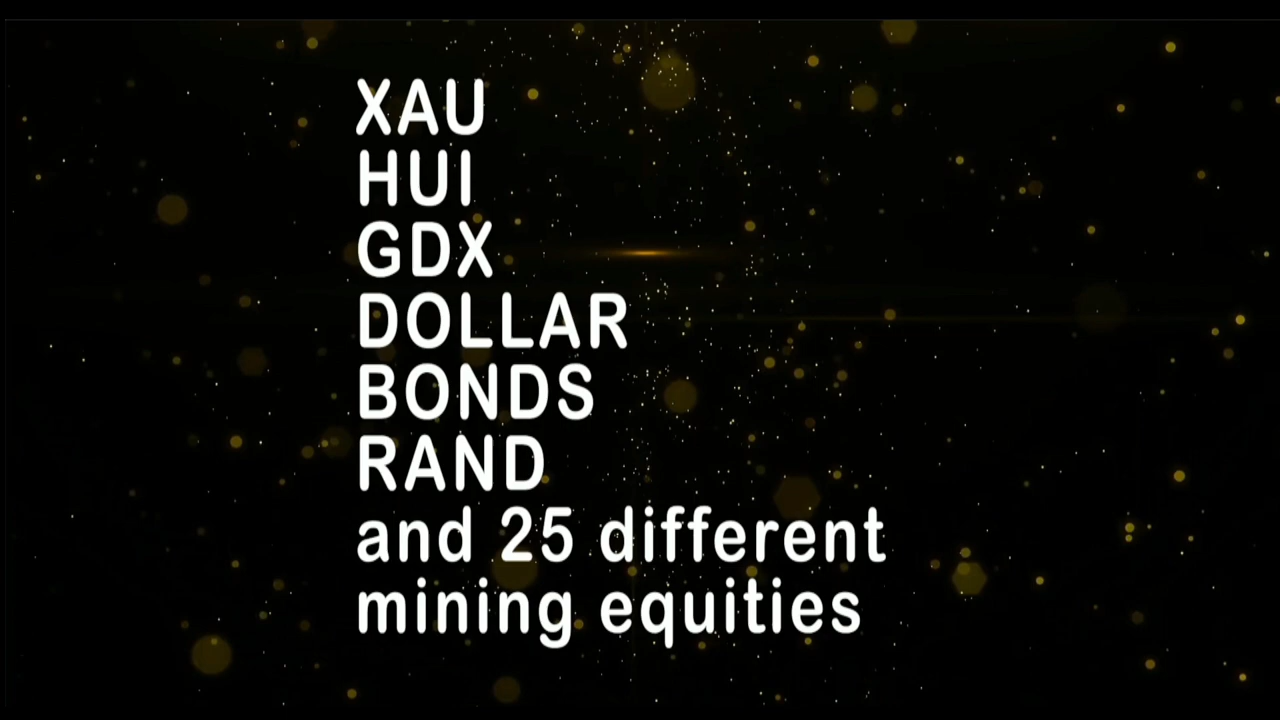 XAU
HUI
GDX
DOLLAR
BONDS
RAND
and 25 different
mining equities